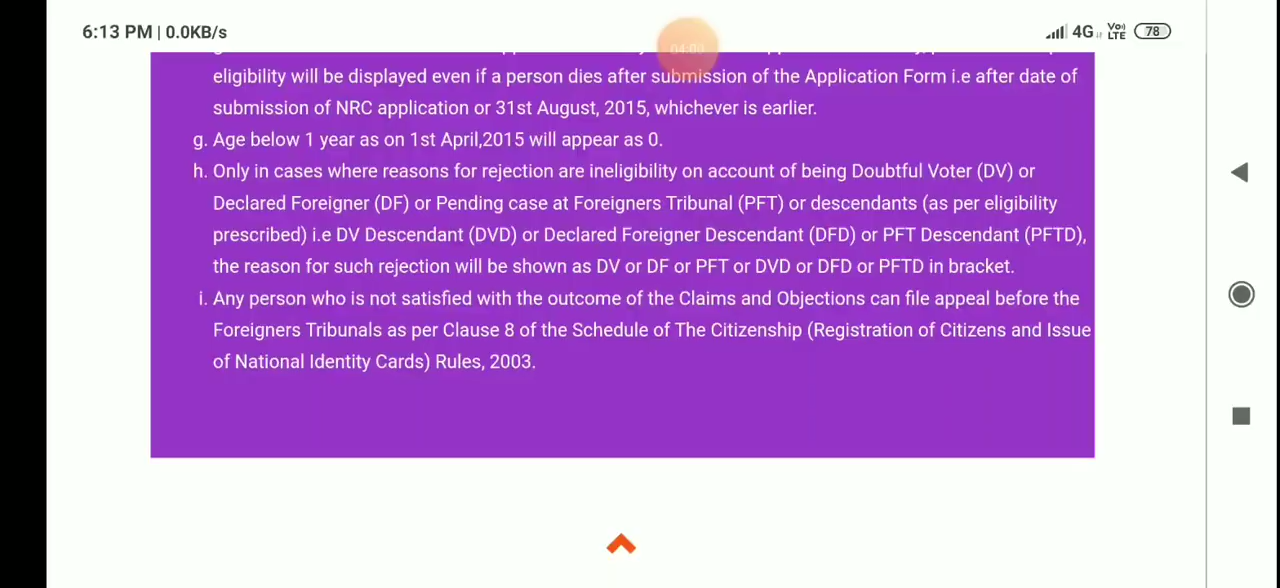 6:13 PM | 0.0KB/s
04:00
4G
Vo) LTE
78
eligibility will be displayed even if a person dies after submission of the Application Form i.e after date of
submission of NRC application or 31st August, 2015, whichever is earlier.
g. Age below 1 year as on 1st April,2015 will appear as 0.
h. Only in cases where reasons for rejection are ineligibility on account of being Doubtful Voter (DV) or
Declared Foreigner (DF) or Pending case at Foreigners Tribunal (PFT) or descendants (as per eligibility
prescribed) i.e DV Descendant (DVD) or Declared Foreigner Descendant (DFD) or PFT Descendant (PFTD),
the reason for such rejection will be shown as DV or DF or PFT or DVD or DFD or PFTD in bracket.
i. Any person who is not satisfied with the outcome of the Claims and Objections can file appeal before the
Foreigners Tribunals as per Clause 8 of the Schedule of The Citizenship (Registration of Citizens and Issue
of National Identity Cards) Rules, 2003.